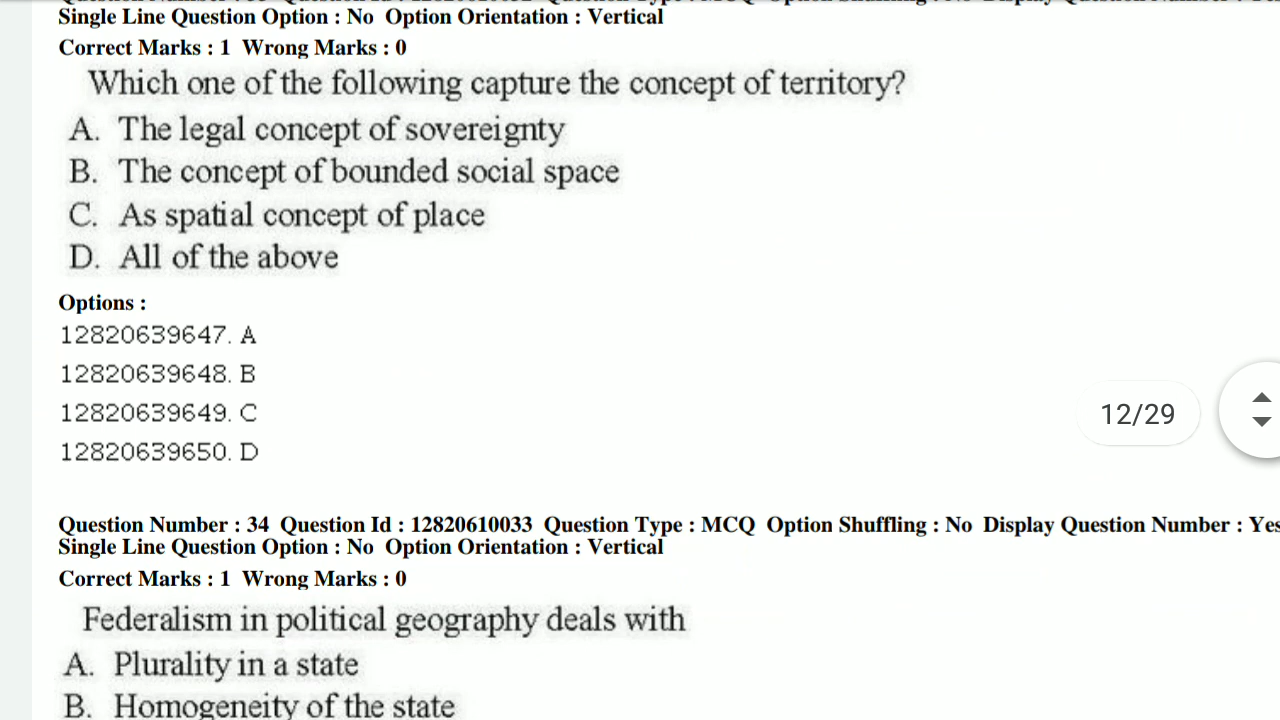 Single Line Question Option : No Option Orientation : Vertical
Correct Marks : 1 Wrong Marks : 0
Which one of the following capture the concept of territory?
A. The legal concept of sovereignty
B. The concept of bounded social space
C. As spatial concept of place
D. All of the above
Options :
12820639647. A
12820639648. B
12820639649. C
12820639650. D
12/29
Question Number : 34 Question Id : 12820610033 Question Type : MCQ Option Shuffling : No Display Question Number : Yes
Single Line Question Option : No Option Orientation : Vertical
Correct Marks : 1 Wrong Marks : 0
Federalism in political geography deals with
A. Plurality in a state
B. Homogeneity of the state